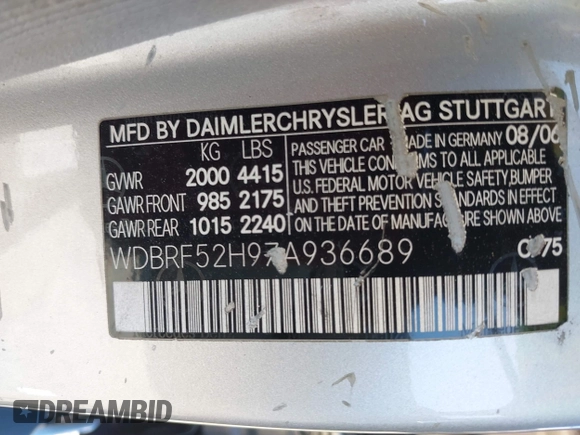 MFD BY DAIMLERCHRYSLER AG STUTTGART
KG LBS
GVWR 2000 4415
GAWR FRONT 985 2175
GAWR REAR 1015 2240
PASSENGER CAR MADE IN GERMANY 08/06
THIS VEHICLE CONFORMS TO ALL APPLICABLE
U.S. FEDERAL MOTOR VEHICLE SAFETY, BUMPER
AND THEFT PREVENTION STANDARDS IN EFFECT
ON THE DATE OF MANUFACTURE SHOWN ABOVE.
WDBRF52H97A936689
DREAMBID